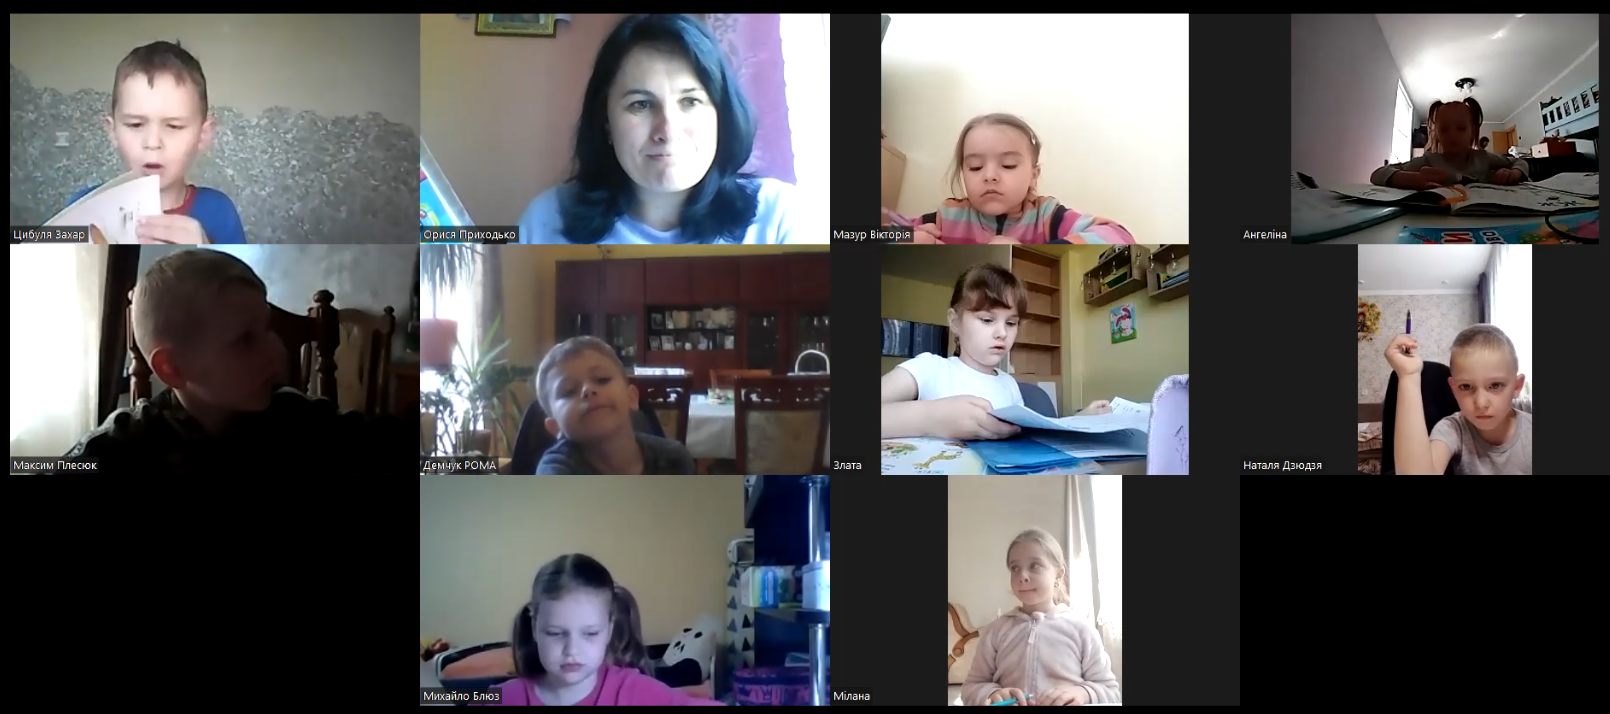 Цибуля Захар
Орися Приходько
Мазур Вікторія
Ангеліна
Максим Плесюк
Демчук РОМА
Злата
Наталя Дзюдзя
Михайло Блюз
Мілана